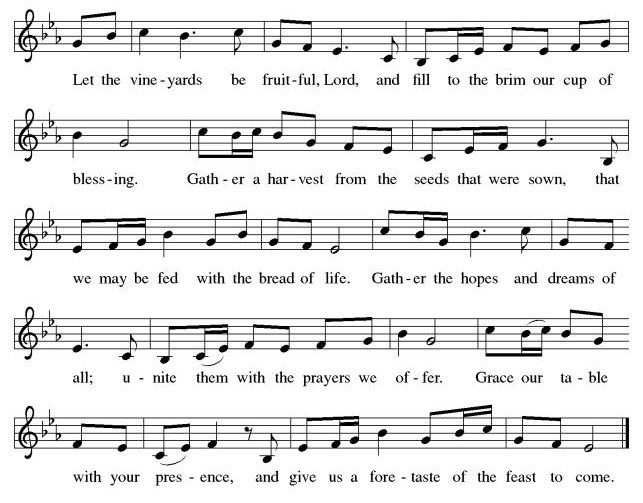 Let the vine-yards be fruit-ful, Lord, and fill to the brim our cup of
bless-ing. Gath-er a har-vest from the seeds that were sown, that
we may be fed with the bread of life. Gath-er the hopes and dreams of
all; u-nite them with the prayers we of-fer. Grace our ta-ble
with your pres-ence, and give us a fore-taste of the feast to come.